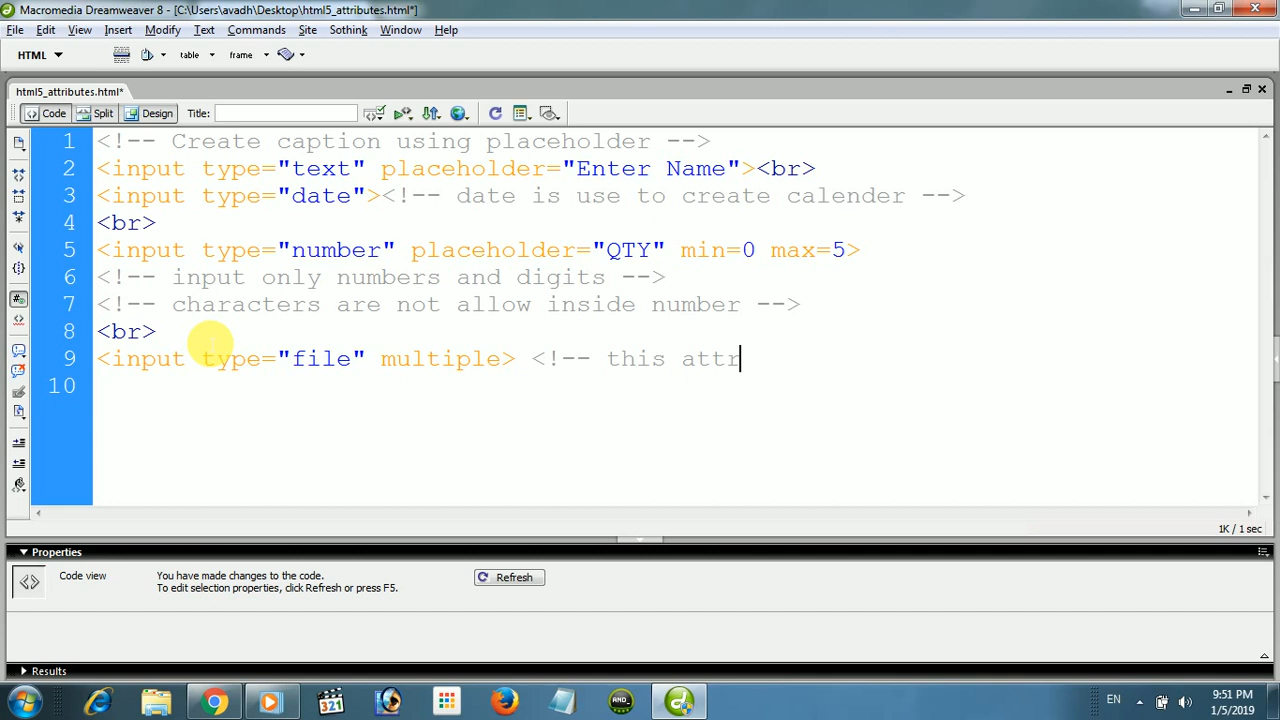 Macromedia Dreamweaver 8 - [C:\Users\avadh\Desktop\html5_attributes.html*]
File Edit View Insert Modify Text Commands Site Sothink Window Help
HTML table frame
html5_attributes.html*
Code Split Design Title:
1 <!-- Create caption using placeholder -->
2 <input type="text" placeholder="Enter Name"><br>
3 <input type="date"><!-- date is use to create calender -->
4 <br>
5 <input type="number" placeholder="QTY" min=0 max=5>
6 <!-- input only numbers and digits -->
7 <!-- characters are not allow inside number -->
8 <br>
9 <input type="file" multiple> <!-- this attr
10
1K / 1 sec
Properties
Code view You have made changes to the code. Refresh
To edit selection properties, click Refresh or press F5.
Results
321 AND_ EN 9:51 PM
1/5/2019